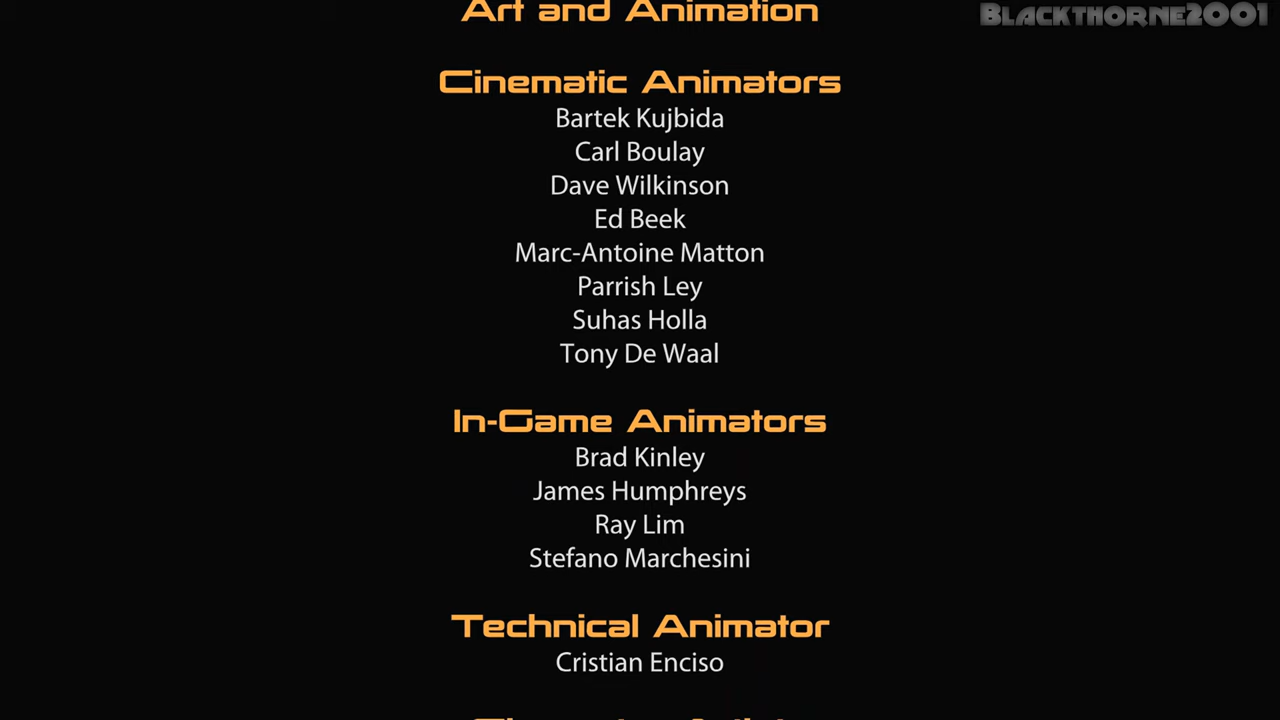 Art and Animation
Blackthorne2001
Cinematic Animators
Bartek Kujbida
Carl Boulay
Dave Wilkinson
Ed Beek
Marc-Antoine Matton
Parrish Ley
Suhas Holla
Tony De Waal
In-Game Animators
Brad Kinley
James Humphreys
Ray Lim
Stefano Marchesini
Technical Animator
Cristian Enciso